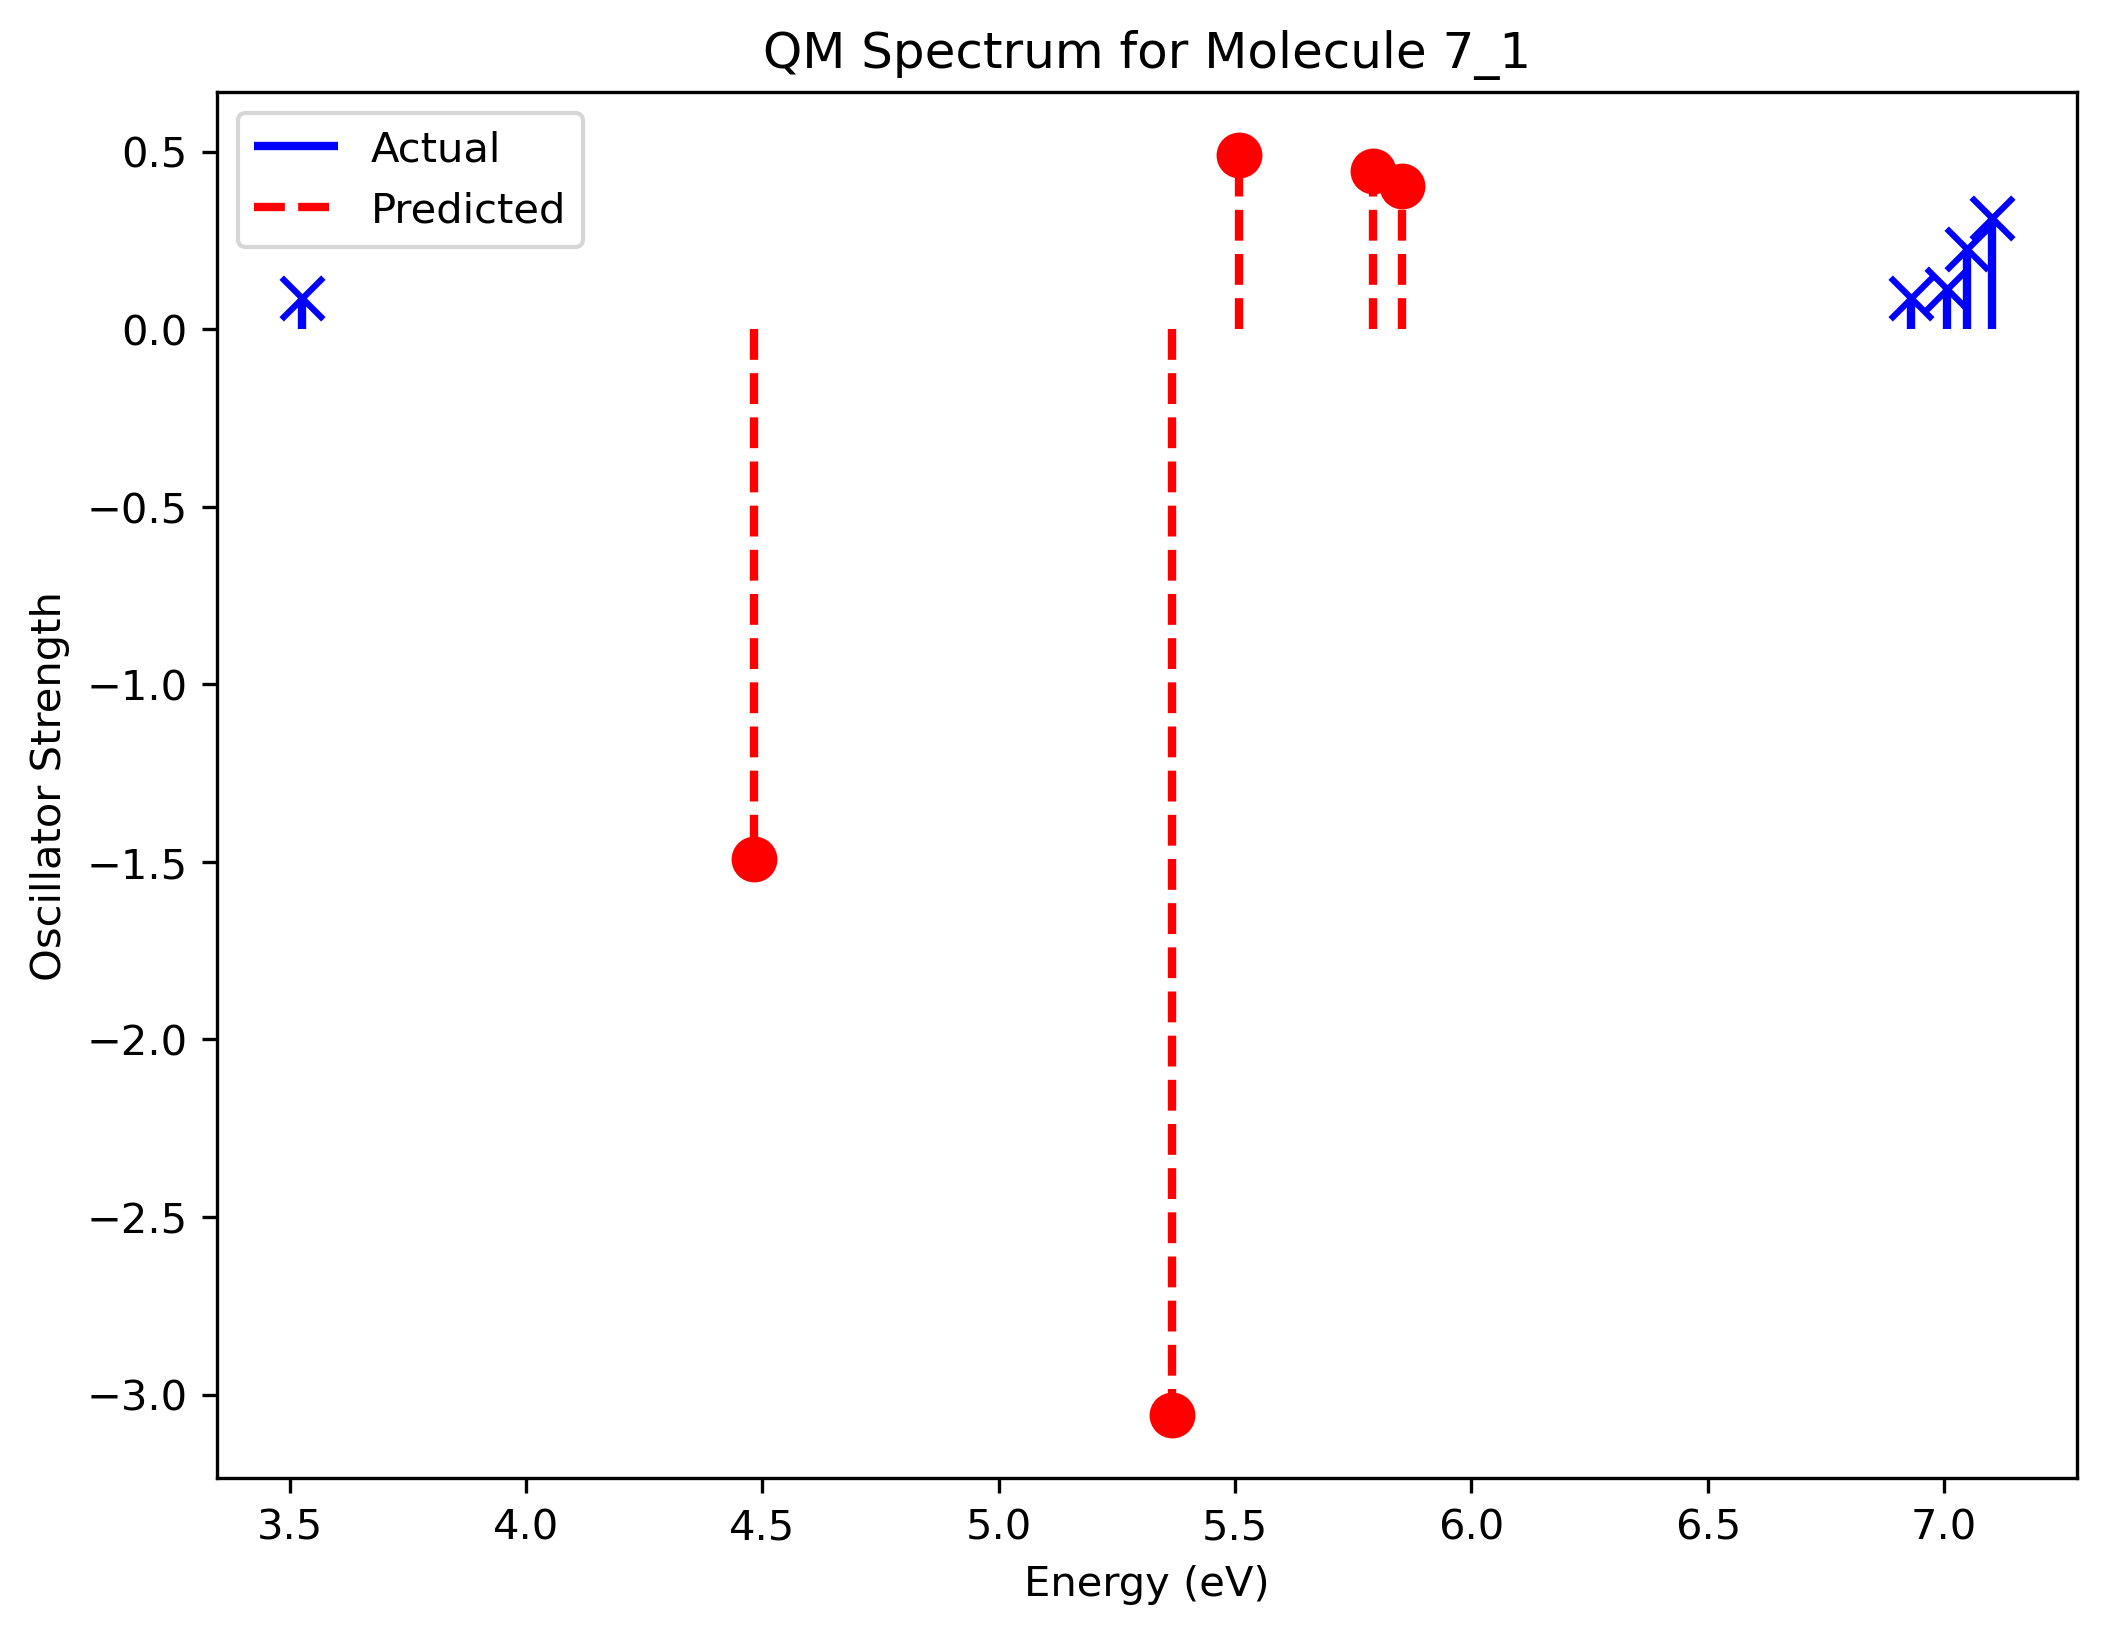 QM Spectrum for Molecule 7_1
Actual
Predicted
0.5
0.0
−0.5
−1.0
−1.5
−2.0
−2.5
−3.0
Oscillator Strength
3.5 4.0 4.5 5.0 5.5 6.0 6.5 7.0
Energy (eV)